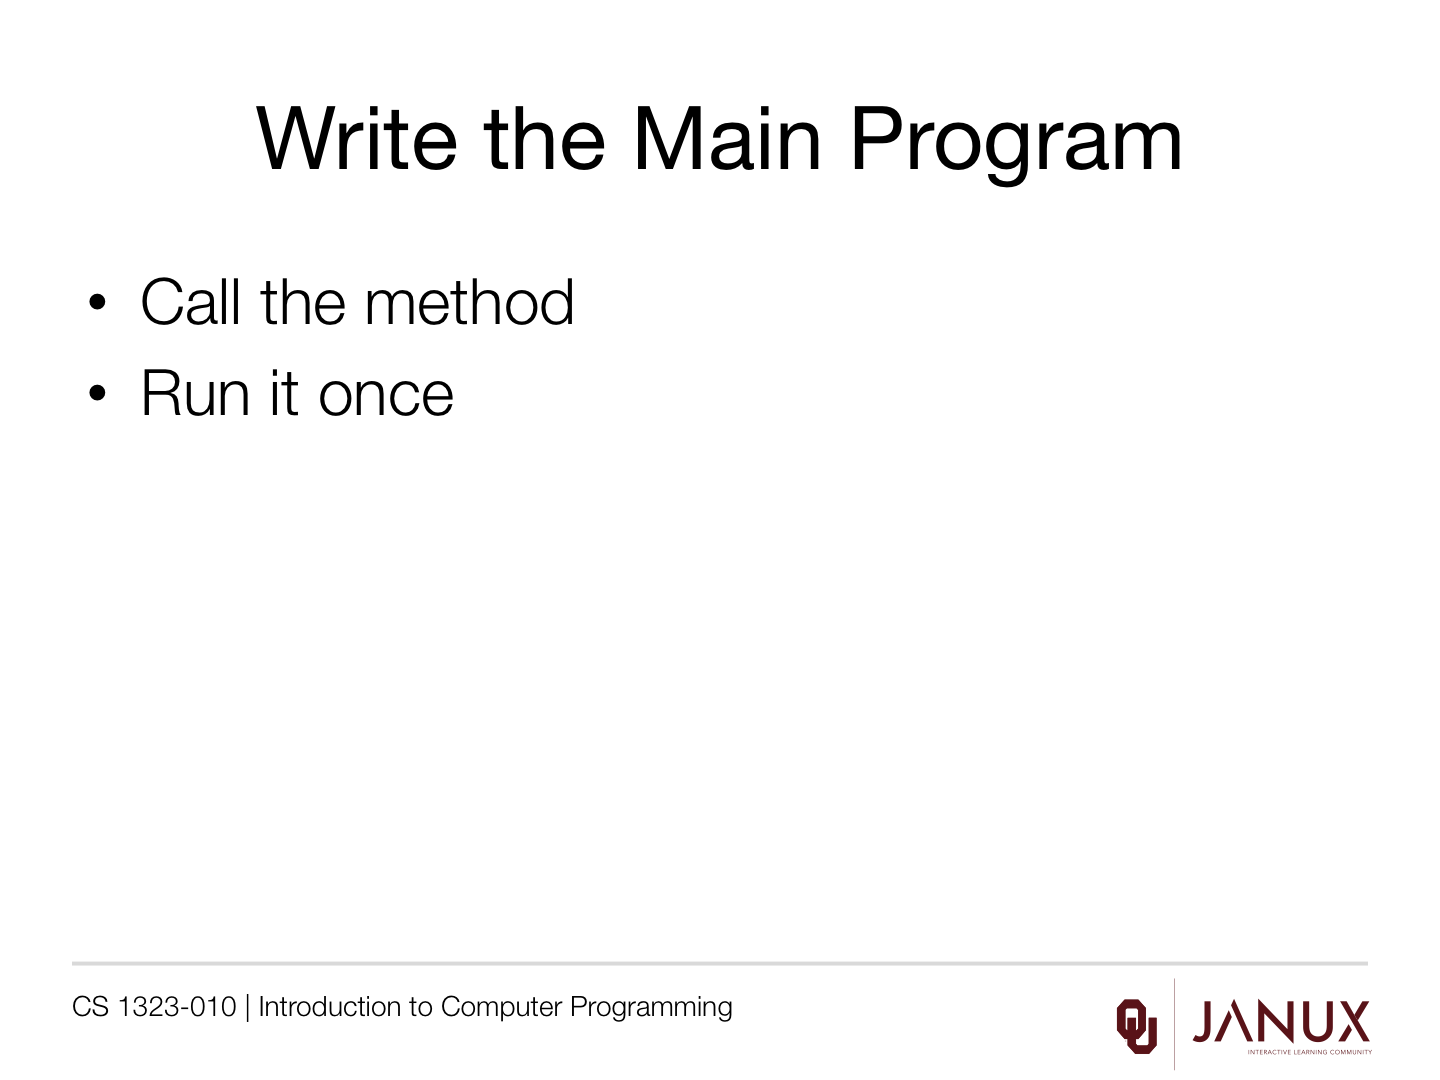 Write the Main Program
• Call the method
• Run it once
CS 1323-010 | Introduction to Computer Programming
OU
JANUX
INTERACTIVE LEARNING COMMUNITY